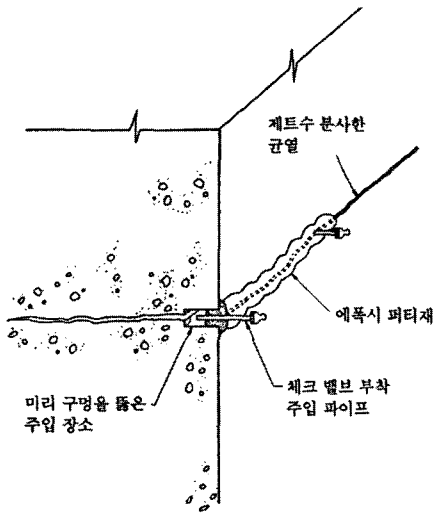 제트수 분사한
균열
에폭시 퍼티재
체크 밸브 부착
주입 파이프
미리 구멍을 뚫은
주입 장소